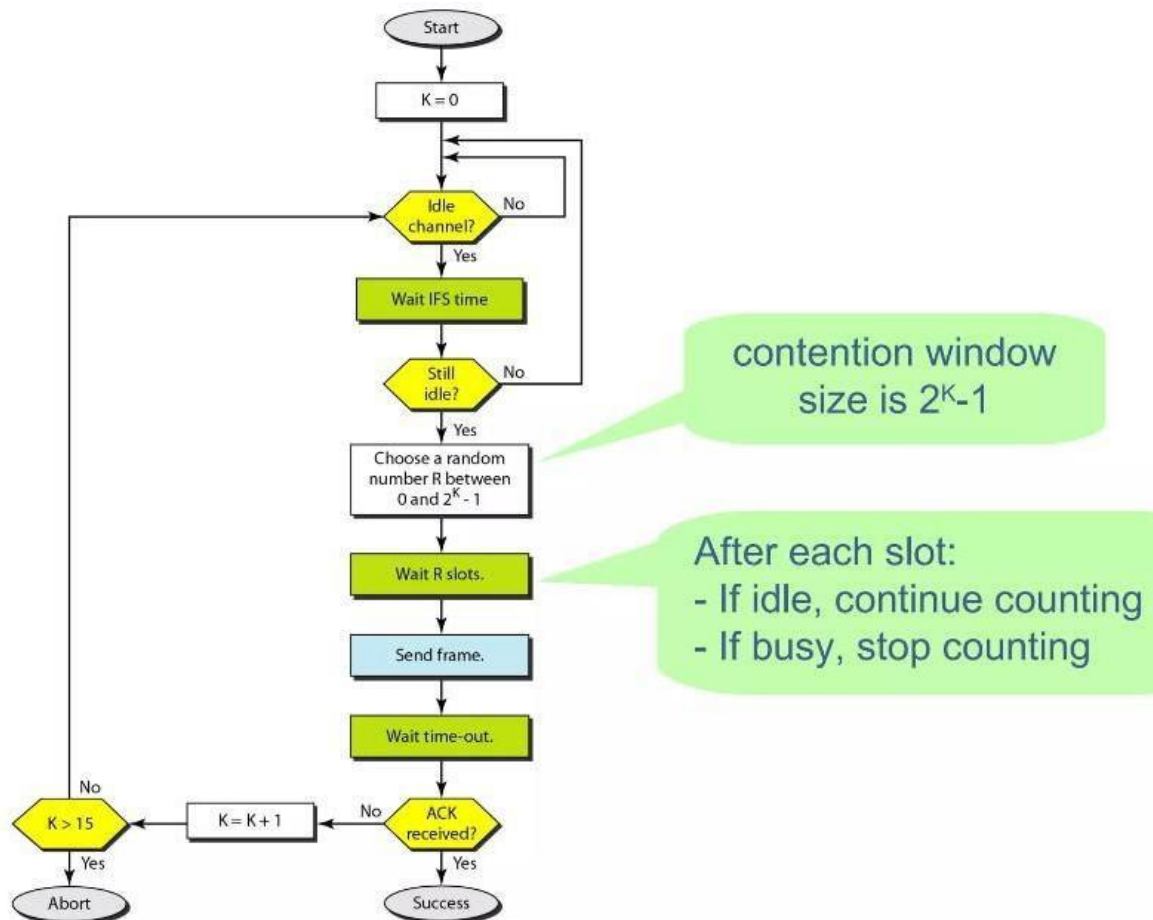 Start
K = 0
Idle
channel?
No
Yes
Wait IFS time
Still
idle?
No
Yes
contention window
size is 2ᴷ-1
Choose a random
number R between
0 and 2ᴷ - 1
Wait R slots.
After each slot:
- If idle, continue counting
- If busy, stop counting
Send frame.
Wait time-out.
ACK
received?
No
K = K + 1
K > 15
No
Yes
Abort
Yes
Success